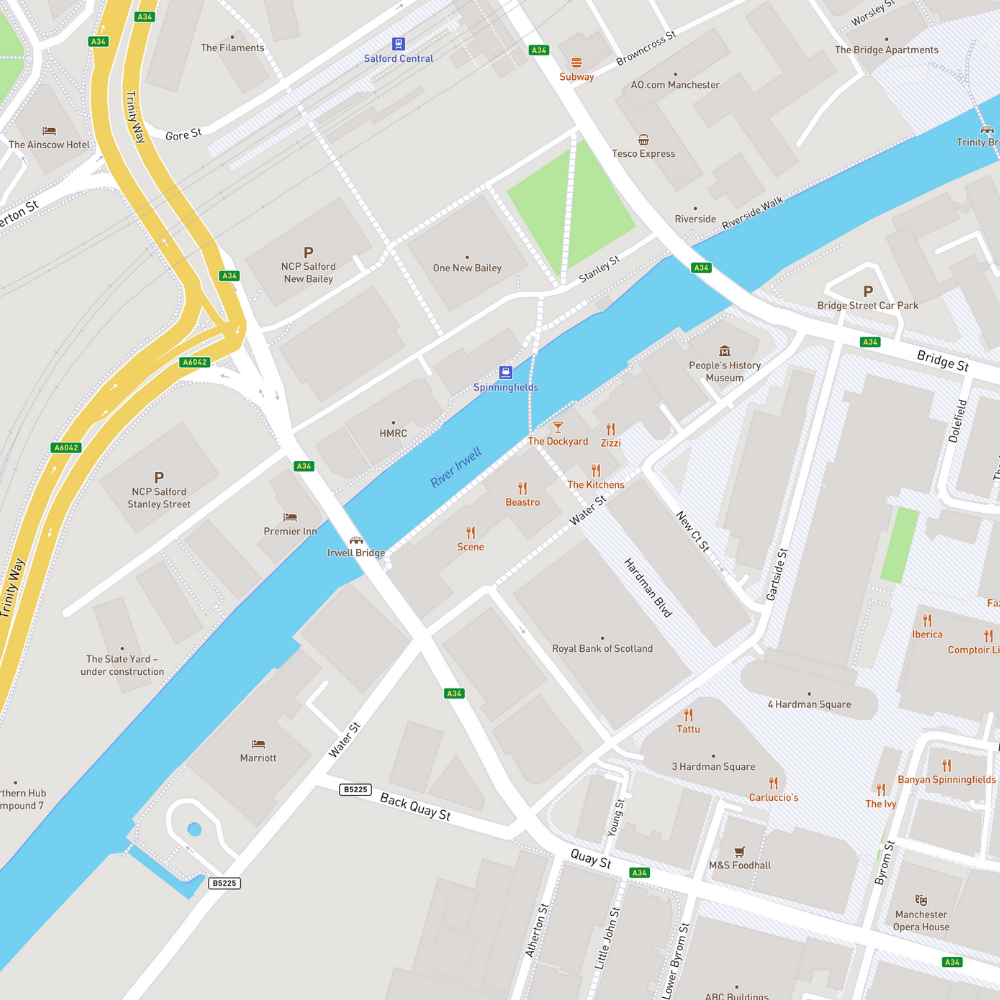 A34
Worsley St
A34
The Filaments
Salford Central
A34
Browncross St
The Bridge Apartments
Subway
AO.com Manchester
Trinity Way
Gore St
The Ainscow Hotel
Tesco Express
Trinity Br
erton St
Riverside
Riverside Walk
NCP Salford
New Bailey
One New Bailey
Stanley St
A34
A34
P
P
Bridge Street Car Park
A34
Bridge St
A6042
People's History
Museum
Spinningfields
Dolefield
HMRC
The Dockyard
Zizzi
A6042
A34
River Irwell
The Kitchens
P
NCP Salford
Stanley Street
Beastro
Water St
Premier Inn
Scene
New Ct St
Irwell Bridge
Gartside St
Trinity Way
Hardman Blvd
Faz
Iberica
Comptoir Li
The Slate Yard –
under construction
Royal Bank of Scotland
A34
4 Hardman Square
Tattu
Water St
Marriott
3 Hardman Square
Banyan Spinningfields
rthern Hub
mpound 7
B5225
Back Quay St
Carluccio's
The Ivy
Young St
Quay St
A34
M&S Foodhall
Byrom St
B5225
Manchester
Opera House
Atherton St
Little John St
Lower Byrom St
A34
ABC Buildings